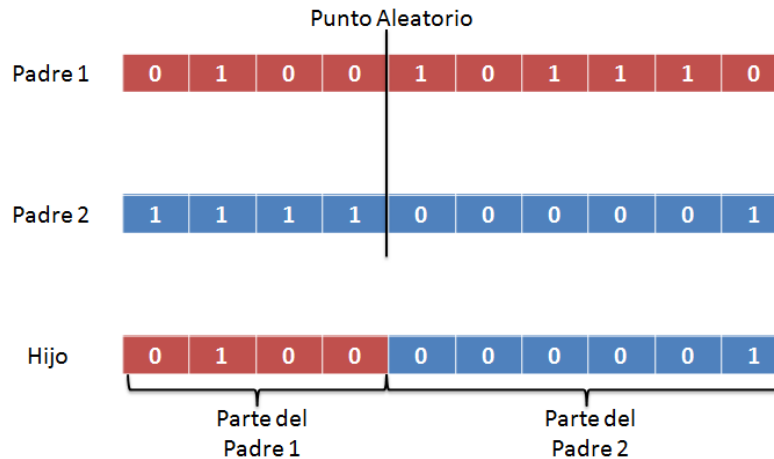 Punto Aleatorio
Padre 1 0 1 0 0 1 0 1 1 1 0
Padre 2 1 1 1 1 0 0 0 0 0 1
Hijo 0 1 0 0 0 0 0 0 0 1
Parte del Padre 1
Parte del Padre 2